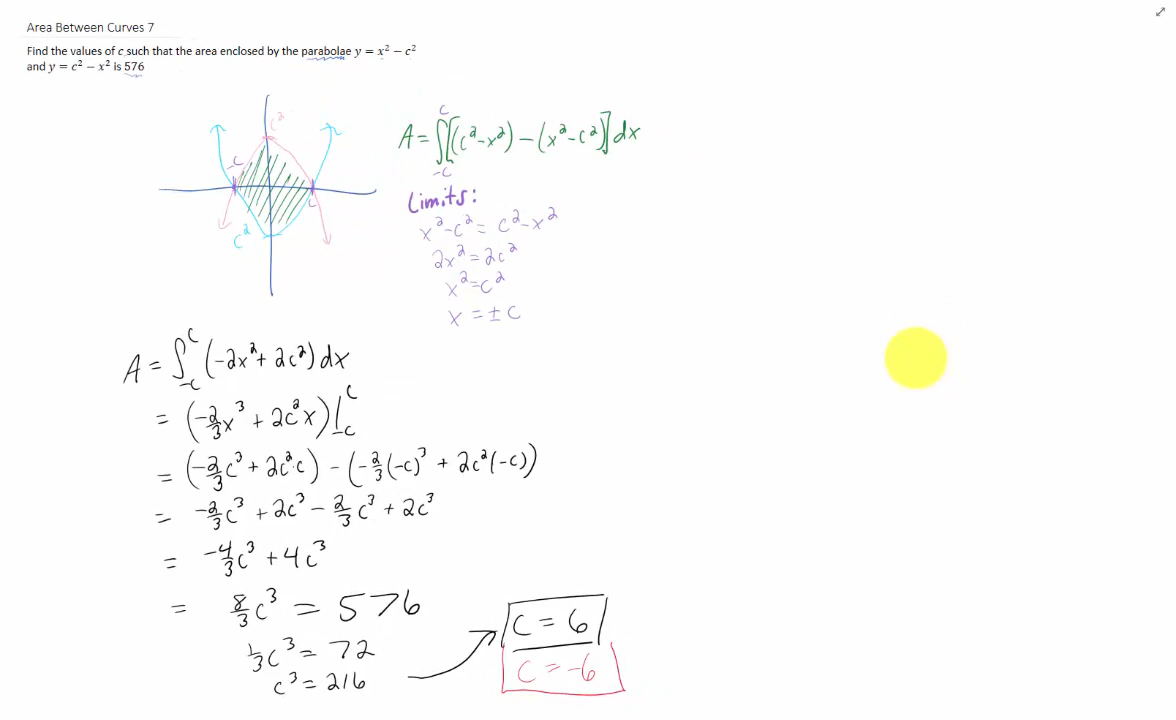 Area Between Curves 7
Find the values of c such that the area enclosed by the parabolae y = x² − c²
and y = c² − x² is 576
c²
-c
c
c²
A = ∫_{-c}^{c} [(c²-x²) - (x²-c²)] dx
Limits:
x²-c² = c²-x²
2x² = 2c²
x² = c²
x = ± c
A = ∫_{-c}^{c} (-2x² + 2c²) dx
= (-2/3 x³ + 2c²x) |_{-c}^{c}
= (-2/3 c³ + 2c²·c) - (-2/3 (-c)³ + 2c²(-c))
= -2/3 c³ + 2c³ - 2/3 c³ + 2c³
= -4/3 c³ + 4c³
= 8/3 c³ = 576
1/3 c³ = 72
c³ = 216
c = 6
c = -6